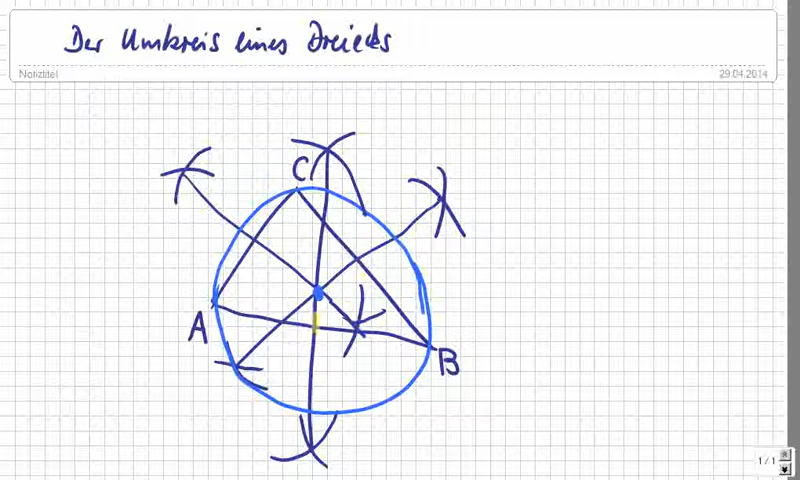 Der Umkreis eines Dreiecks
Notiztitel
29.04.2014
C
A
B
1/1